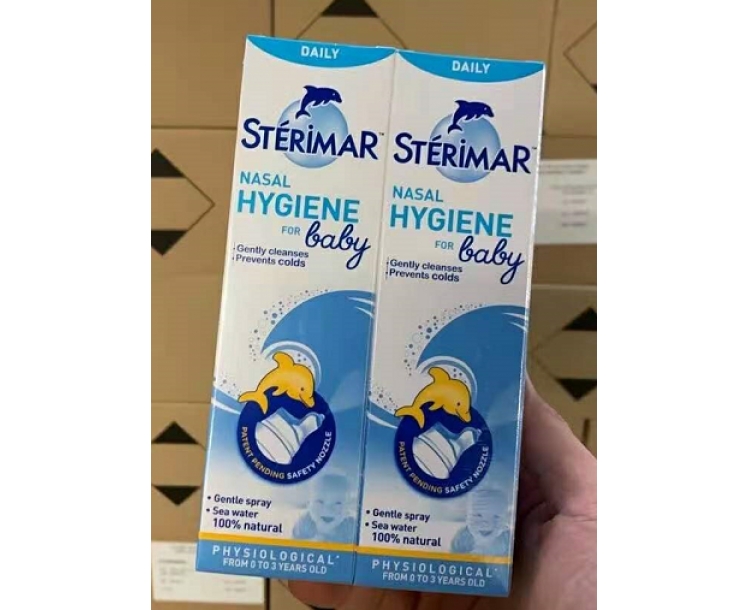 DAILY
STÉRIMAR
NASAL
HYGIENE
FOR baby
·Gently cleanses
·Prevents colds
PATENT PENDING SAFETY NOZZLE
• Gentle spray
• Sea water
100% natural
PHYSIOLOGICAL*
FROM 0 TO 3 YEARS OLD
DAILY
STÉRIMAR
NASAL
HYGIENE
FOR baby
·Gently cleanses
·Prevents colds
PATENT PENDING SAFETY NOZZLE
• Gentle spray
• Sea water
100% natural
PHYSIOLOGICAL*
FROM 0 TO 3 YEARS OLD